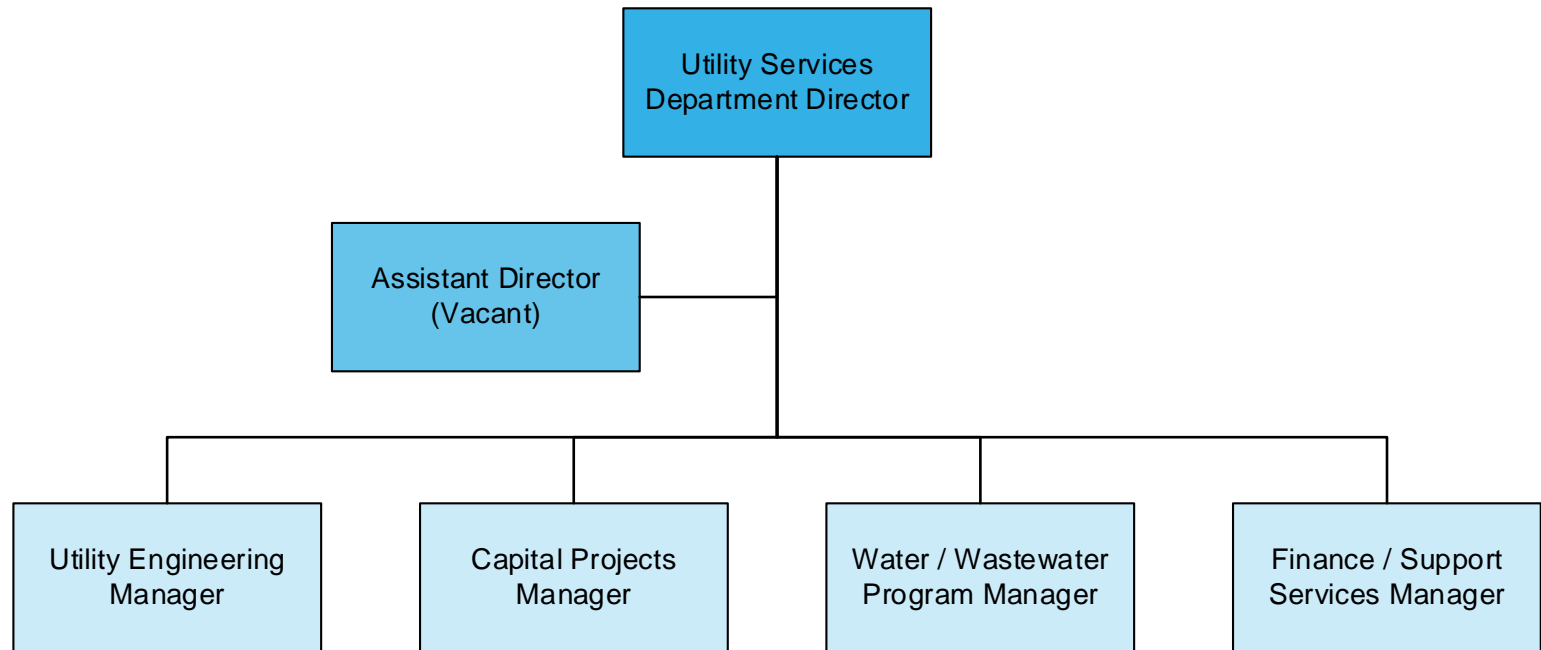 Utility Services
Department Director
Assistant Director
(Vacant)
Utility Engineering
Manager
Capital Projects
Manager
Water / Wastewater
Program Manager
Finance / Support
Services Manager